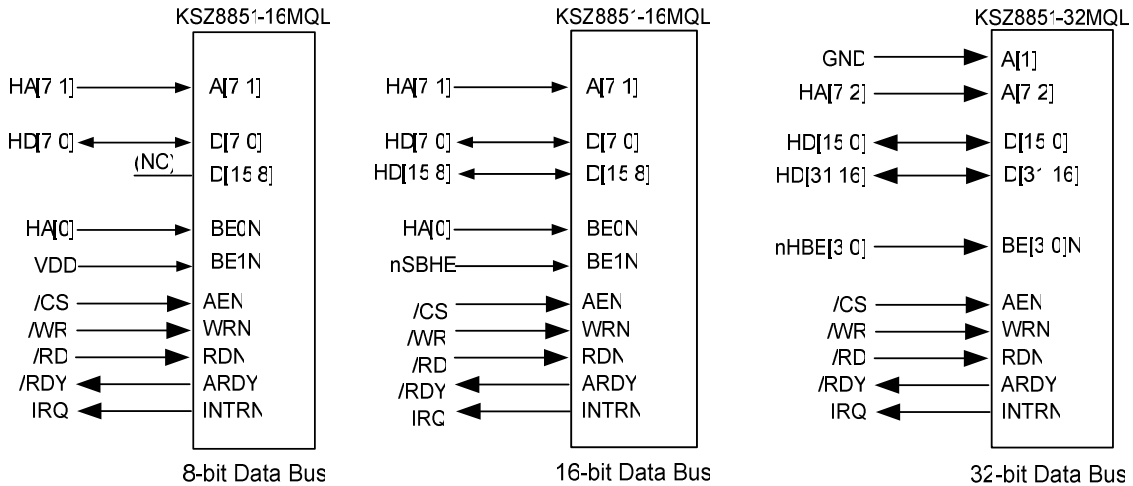 KSZ8851-16MQL
HA[7 1] A[7 1]
HD[7 0] D[7 0]
(NC) D[15 8]
HA[0] BE0N
VDD BE1N
/CS AEN
/WR WRN
/RD RDN
/RDY ARDY
IRQ INTRN
8-bit Data Bus
KSZ8851-16MQL
HA[7 1] A[7 1]
HD[7 0] D[7 0]
HD[15 8] D[15 8]
HA[0] BE0N
nSBHE BE1N
/CS AEN
/WR WRN
/RD RDN
/RDY ARDY
IRQ INTRN
16-bit Data Bus
KSZ8851-32MQL
GND A[1]
HA[7 2] A[7 2]
HD[15 0] D[15 0]
HD[31 16] D[31 16]
nHBE[3 0] BE[3 0]N
/CS AEN
/WR WRN
/RD RDN
/RDY ARDY
IRQ INTRN
32-bit Data Bus